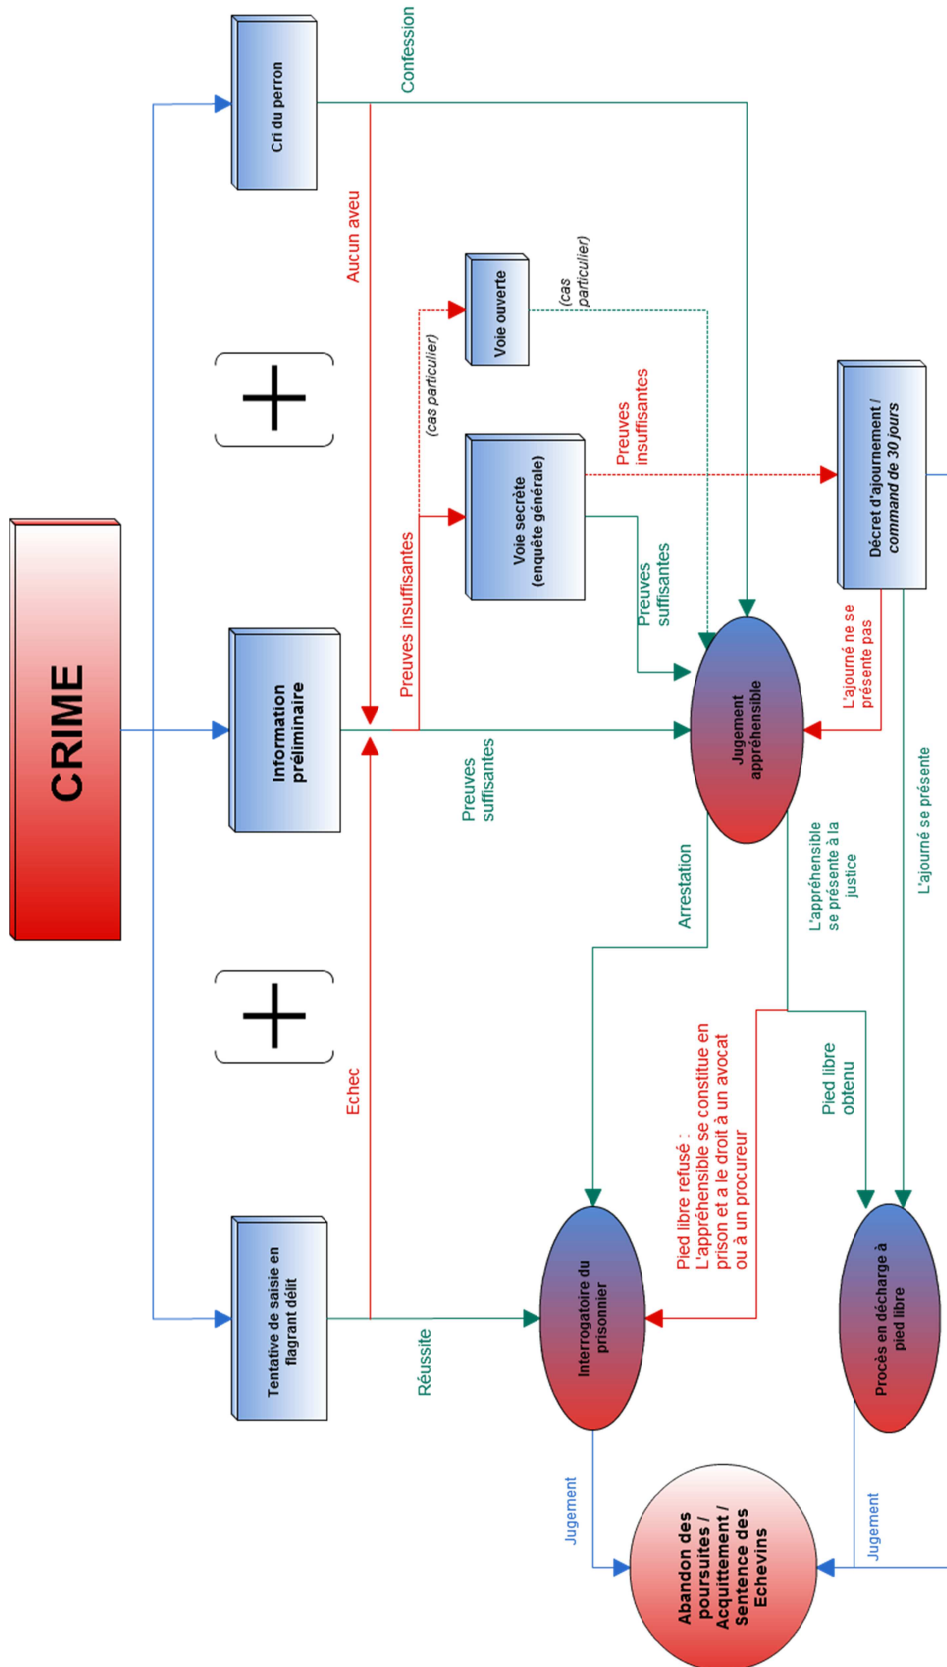 CRIME
Tentative de saisie en
flagrant délit
Information
préliminaire
Cri du perron
Echec
Aucun aveu
Réussite
Preuves
suffisantes
Preuves insuffisantes
(cas particulier)
Confession
Voie secrète
(enquête générale)
Voie ouverte
(cas
particulier)
Preuves
suffisantes
Preuves
insuffisantes
Interrogatoire du
prisonnier
Arrestation
Jugement
appréhensible
Pied libre refusé :
L'appréhensible se constitue en
prison et a le droit à un avocat
ou à un procureur
L'appréhensible
se présente à la
justice
L'ajourné ne se
présente pas
Décret d'ajournement /
command de 30 jours
Pied libre
obtenu
L'ajourné se présente
Jugement
Abandon des
poursuites /
Acquittement /
Sentence des
Echevins
Procès en décharge à
pied libre
Jugement